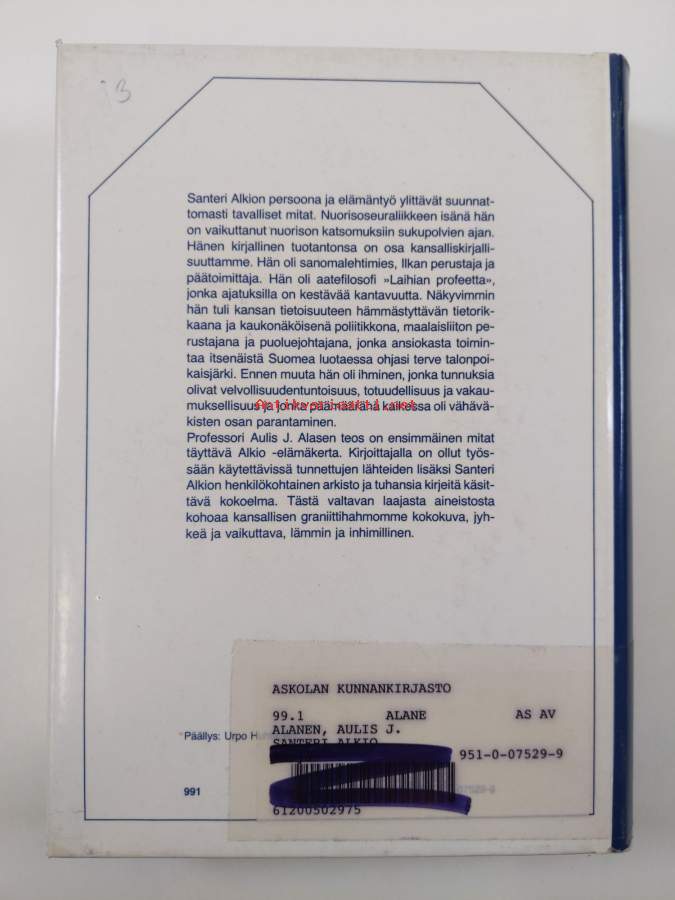 13
Santeri Alkion persoona ja elämäntyö ylittävät suunnat-
tomasti tavalliset mitat. Nuorisoseuraliikkeen isänä hän
on vaikuttanut nuorison katsomuksiin sukupolvien ajan.
Hänen kirjallinen tuotantonsa on osa kansalliskirjalli-
suuttamme. Hän oli sanomalehtimies, Ilkan perustaja ja
päätoimittaja. Hän oli aatefilosofi »Laihian profeetta»,
jonka ajatuksilla on kestävää kantavuutta. Näkyvimmin
hän tuli kansan tietoisuuteen hämmästyttävän tietorik-
kaana ja kaukonäköisenä poliitikkona, maalaisliiton pe-
rustajana ja puoluejohtajana, jonka ansiokasta toimin-
taa itsenäistä Suomea luotaessa ohjasi terve talonpoi-
kaisjärki. Ennen muuta hän oli ihminen, jonka tunnuksia
olivat velvollisuudentuntoisuus, totuudellisuus ja vakau-
muksellisuus ja jonka päämääränä kaikessa oli vähävä-
kisten osan parantaminen.
Antikvariaatti.net
Professori Aulis J. Alasen teos on ensimmäinen mitat
täyttävä Alkio -elämäkerta. Kirjoittajalla on ollut työs-
sään käytettävissä tunnettujen lähteiden lisäksi Santeri
Alkion henkilökohtainen arkisto ja tuhansia kirjeitä käsit-
tävä kokoelma. Tästä valtavan laajasta aineistosta
kohoaa kansallisen graniittihahmomme kokokuva, jyh-
keä ja vaikuttava, lämmin ja inhimillinen.
ASKOLAN KUNNANKIRJASTO
99.1 ALANE AS AV
ALANEN, AULIS J.
SANTERI ALKIO
Päällys: Urpo
951-0-07529-9
991
61200502975